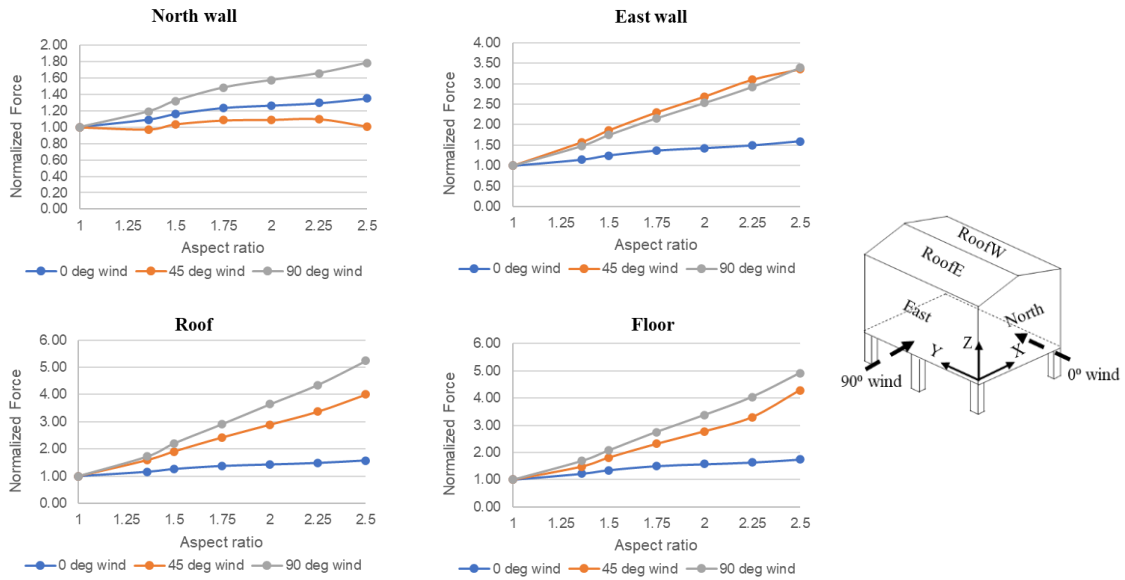 North wall
Normalized Force
2.00
1.80
1.60
1.40
1.20
1.00
0.80
0.60
0.40
0.20
0.00
1 1.25 1.5 1.75 2 2.25 2.5
Aspect ratio
0 deg wind 45 deg wind 90 deg wind
East wall
Normalized Force
4.00
3.50
3.00
2.50
2.00
1.50
1.00
0.50
0.00
1 1.25 1.5 1.75 2 2.25 2.5
Aspect ratio
0 deg wind 45 deg wind 90 deg wind
Roof
Normalized Force
6.00
5.00
4.00
3.00
2.00
1.00
0.00
1 1.25 1.5 1.75 2 2.25 2.5
Aspect ratio
0 deg wind 45 deg wind 90 deg wind
Floor
Normalized Force
6.00
5.00
4.00
3.00
2.00
1.00
0.00
1 1.25 1.5 1.75 2 2.25 2.5
Aspect ratio
0 deg wind 45 deg wind 90 deg wind
RoofW
RoofE
East
North
Y
Z
X
90º wind
0º wind